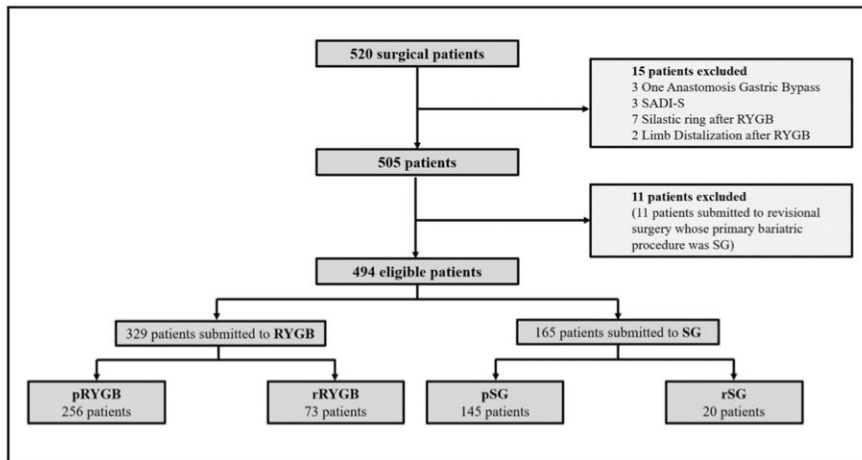 520 surgical patients
15 patients excluded
3 One Anastomosis Gastric Bypass
3 SADI-S
7 Silastic ring after RYGB
2 Limb Distalization after RYGB
505 patients
11 patients excluded
(11 patients submitted to revisional
surgery whose primary bariatric
procedure was SG)
494 eligible patients
329 patients submitted to RYGB
165 patients submitted to SG
pRYGB
256 patients
rRYGB
73 patients
pSG
145 patients
rSG
20 patients